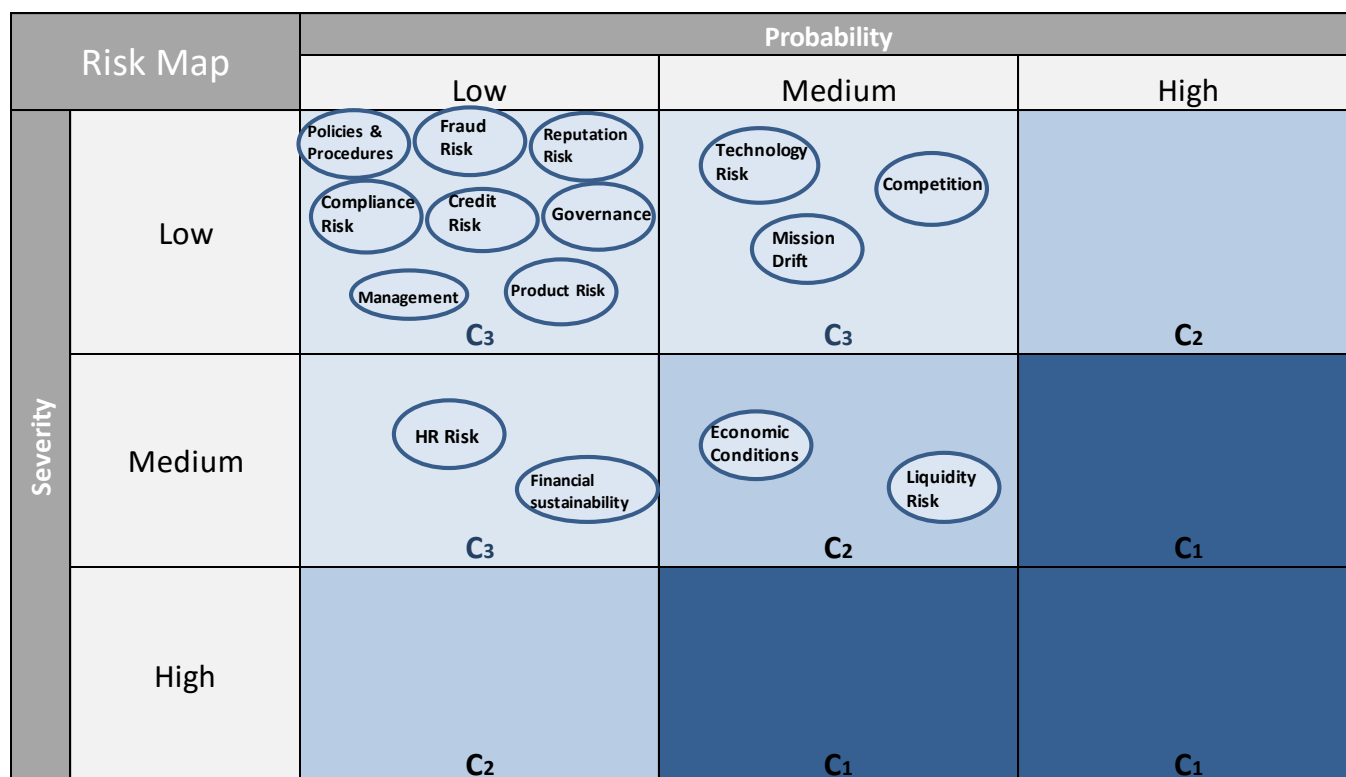 Risk Map
Probability
Low
Medium
High
Severity
Low
Policies &
Procedures
Fraud
Risk
Reputation
Risk
Compliance
Risk
Credit
Risk
Governance
Management
Product Risk
C3
Technology
Risk
Competition
Mission
Drift
C3
C2
Medium
HR Risk
Financial
sustainability
C3
Economic
Conditions
Liquidity
Risk
C2
C1
High
C2
C1
C1